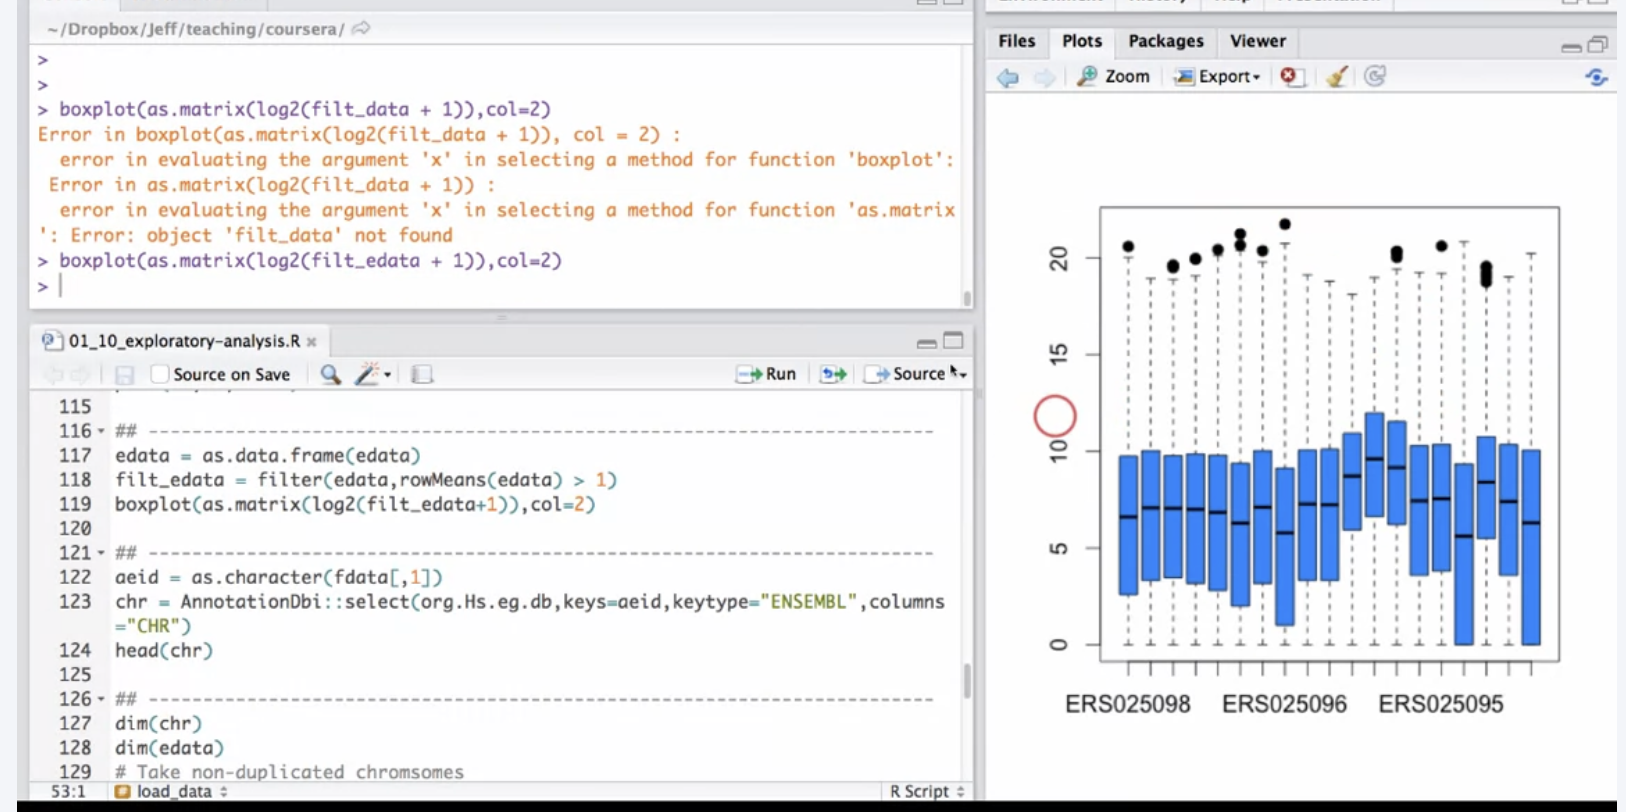 ~/Dropbox/Jeff/teaching/coursera/
>
>
> boxplot(as.matrix(log2(filt_data + 1)),col=2)
Error in boxplot(as.matrix(log2(filt_data + 1)), col = 2) :
  error in evaluating the argument 'x' in selecting a method for function 'boxplot':
 Error in as.matrix(log2(filt_data + 1)) :
  error in evaluating the argument 'x' in selecting a method for function 'as.matrix
': Error: object 'filt_data' not found
> boxplot(as.matrix(log2(filt_edata + 1)),col=2)
>
01_10_exploratory-analysis.R
Source on Save
Run
Source
115
116 ## ----------------------------------------------------------------------
117 edata = as.data.frame(edata)
118 filt_edata = filter(edata,rowMeans(edata) > 1)
119 boxplot(as.matrix(log2(filt_edata+1)),col=2)
120
121 ## ----------------------------------------------------------------------
122 aeid = as.character(fdata[,1])
123 chr = AnnotationDbi::select(org.Hs.eg.db,keys=aeid,keytype="ENSEMBL",columns
="CHR")
124 head(chr)
125
126 ## ----------------------------------------------------------------------
127 dim(chr)
128 dim(edata)
129 # Take non-duplicated chromsomes
53:1 load_data R Script
Environment History Help Presentation
Files Plots Packages Viewer
Zoom Export
20
15
10
5
0
ERS025098 ERS025096 ERS025095